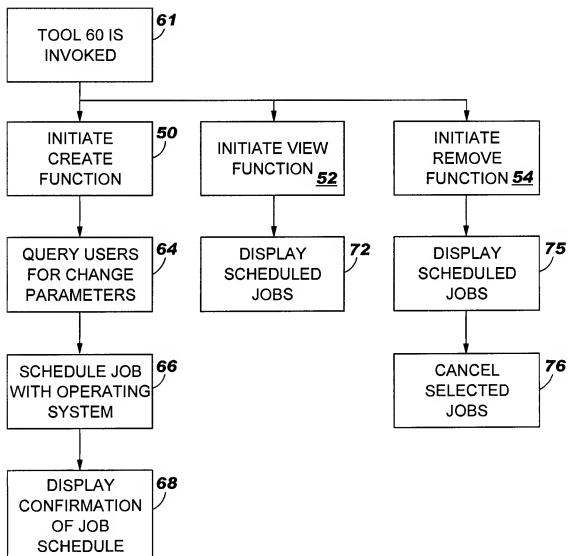 TOOL 60 IS
INVOKED
61
INITIATE
CREATE
FUNCTION
50
INITIATE VIEW
FUNCTION
52
INITIATE
REMOVE
FUNCTION 54
QUERY USERS
FOR CHANGE
PARAMETERS
64
DISPLAY
SCHEDULED
JOBS
72
DISPLAY
SCHEDULED
JOBS
75
SCHEDULE JOB
WITH OPERATING
SYSTEM
66
CANCEL
SELECTED
JOBS
76
DISPLAY
CONFIRMATION
OF JOB
SCHEDULE
68